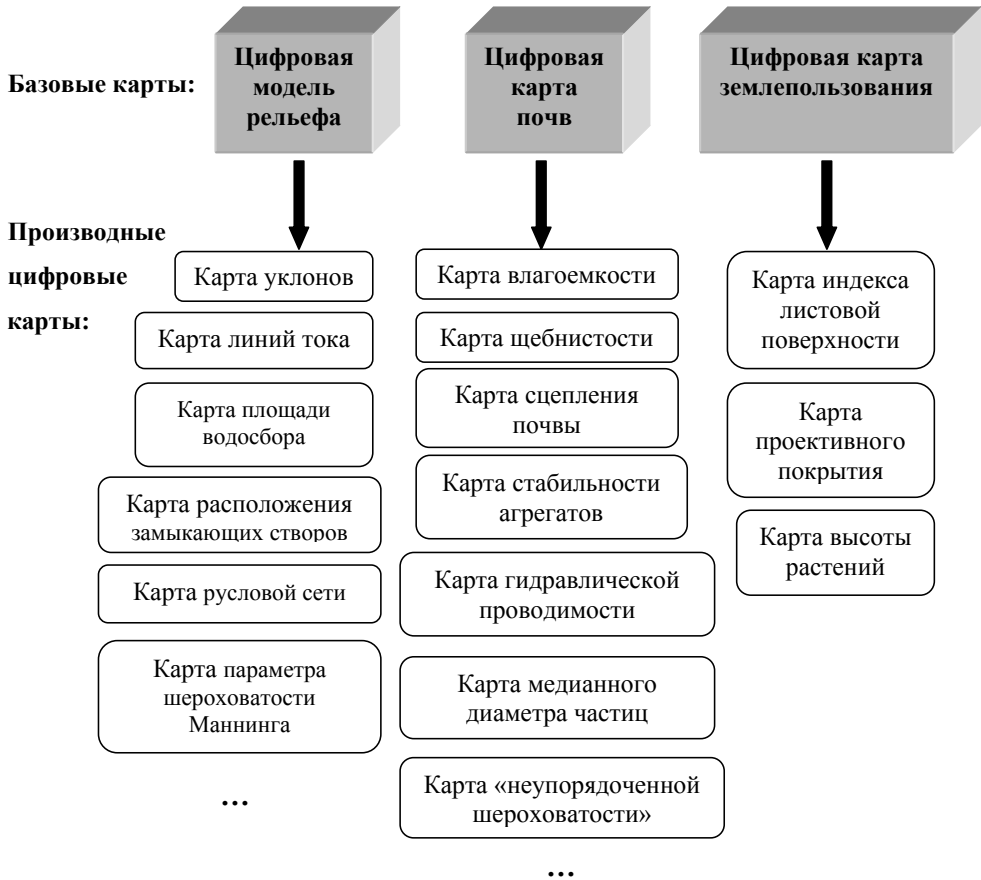 Базовые карты:
Цифровая
модель
рельефа
Цифровая
карта
почв
Цифровая карта
землепользования
Производные
цифровые
карты:
Карта уклонов
Карта линий тока
Карта площади
водосбора
Карта расположения
замыкающих створов
Карта русловой сети
Карта параметра
шероховатости
Маннинга
...
Карта влагоемкости
Карта щебнистости
Карта сцепления
почвы
Карта стабильности
агрегатов
Карта гидравлической
проводимости
Карта медианного
диаметра частиц
Карта «неупорядоченной
шероховатости»
...
Карта индекса
листовой
поверхности
Карта
проективного
покрытия
Карта высоты
растений